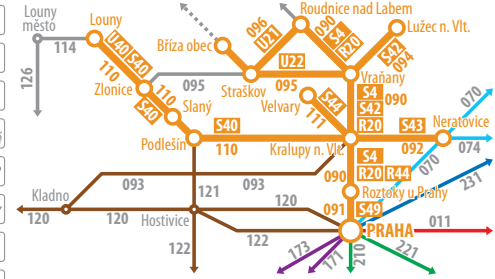 Louny
město
Louny
114
126
U40 S40
110
Zlonice
S40
110
Slaný
Podlešín
Bříza obec
096
U21
095
Straškov
U22
095
Roudnice nad Labem
090
S4
R20
Lužec n. Vlt.
S42
094
Vraňany
S4
S42
R20
090
Velvary
S44
111
S40
110
Kralupy n. Vlt.
S43
092
Neratovice
070
074
070
S4
R20 R44
090
Roztoky u Prahy
091
S49
PRAHA
231
011
221
210
171
173
093
093
Kladno
120
120
120
121
Hostivice
122
122